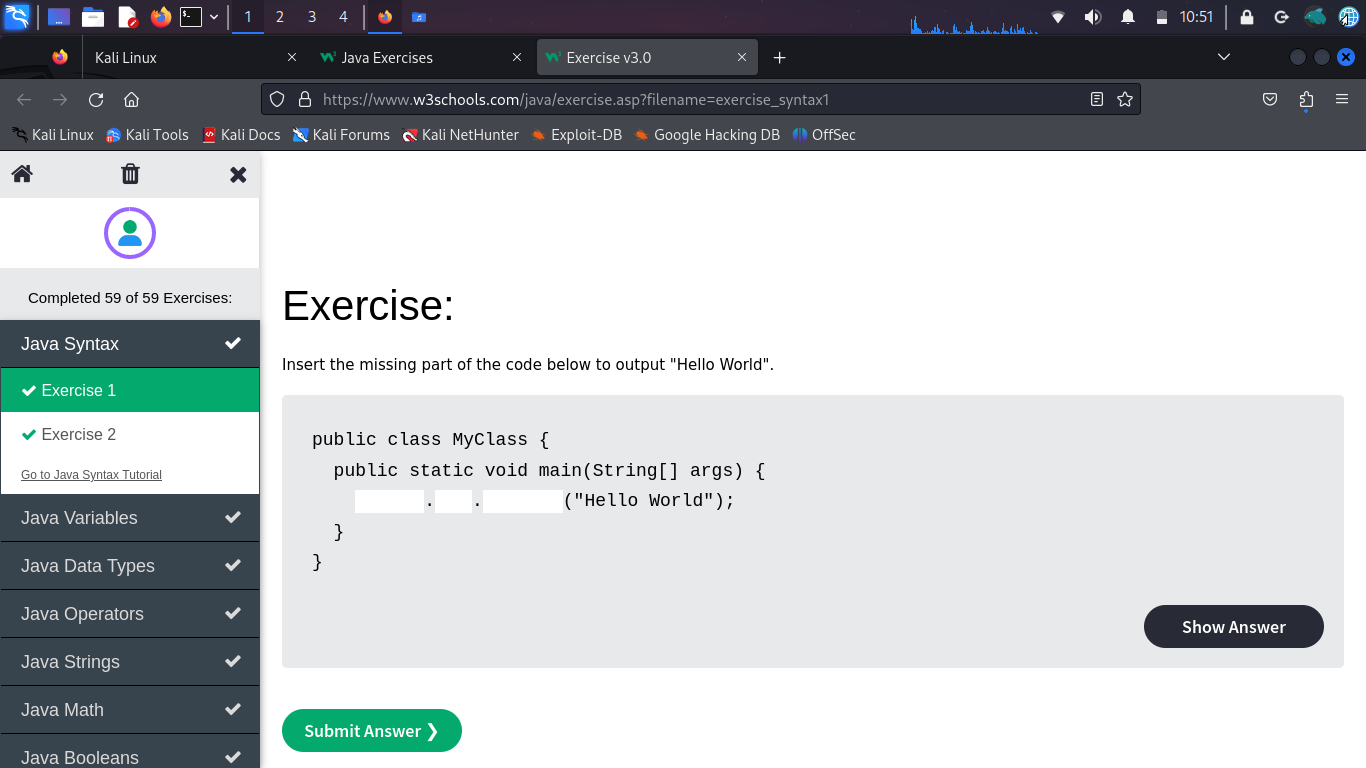 1 2 3 4 10:51
Kali Linux Java Exercises Exercise v3.0
https://www.w3schools.com/java/exercise.asp?filename=exercise_syntax1
Kali Linux Kali Tools Kali Docs Kali Forums Kali NetHunter Exploit-DB Google Hacking DB OffSec
Completed 59 of 59 Exercises:
Java Syntax
Exercise 1
Exercise 2
Go to Java Syntax Tutorial
Java Variables
Java Data Types
Java Operators
Java Strings
Java Math
Java Booleans
Exercise:
Insert the missing part of the code below to output "Hello World".
public class MyClass {
public static void main(String[] args) {
. . ("Hello World");
}
}
Show Answer
Submit Answer ❯